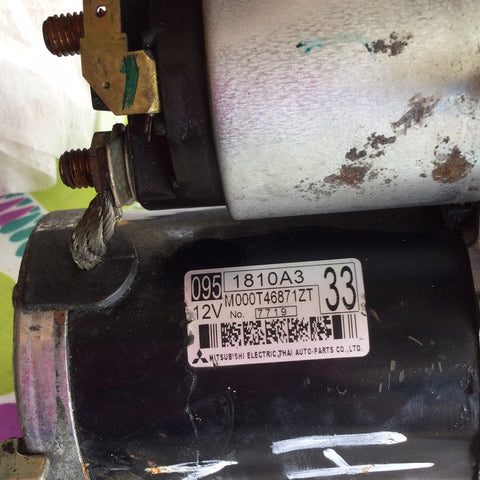 095 1810A3
12V M000T46871ZT 33
No. 7719
MITSUBISHI ELECTRIC THAI AUTO-PARTS CO.,LTD.
H